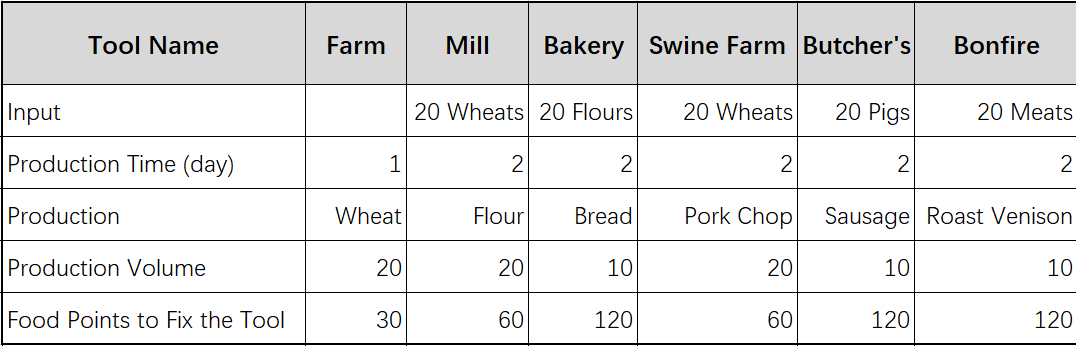 Tool Name Farm Mill Bakery Swine Farm Butcher's Bonfire
Input 20 Wheats 20 Flours 20 Wheats 20 Pigs 20 Meats
Production Time (day) 1 2 2 2 2 2
Production Wheat Flour Bread Pork Chop Sausage Roast Venison
Production Volume 20 20 10 20 10 10
Food Points to Fix the Tool 30 60 120 60 120 120